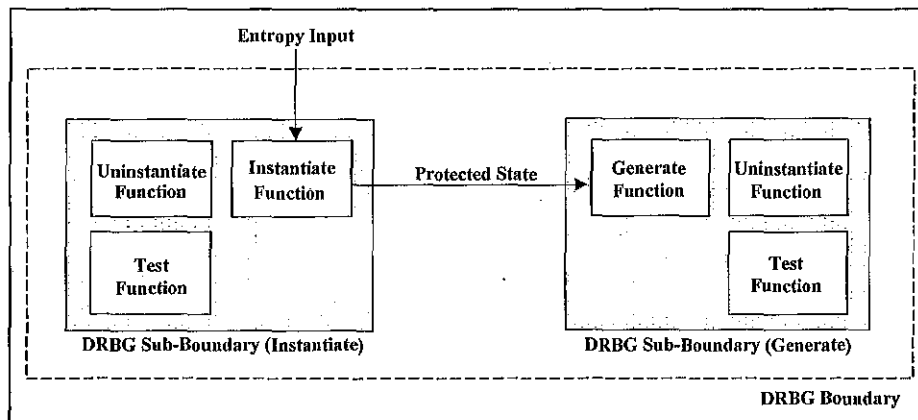 Entropy Input
Uninstantiate
Function
Instantiate
Function
Test
Function
DRBG Sub-Boundary (Instantiate)
Protected State
Generate
Function
Uninstantiate
Function
Test
Function
DRBG Sub-Boundary (Generate)
DRBG Boundary